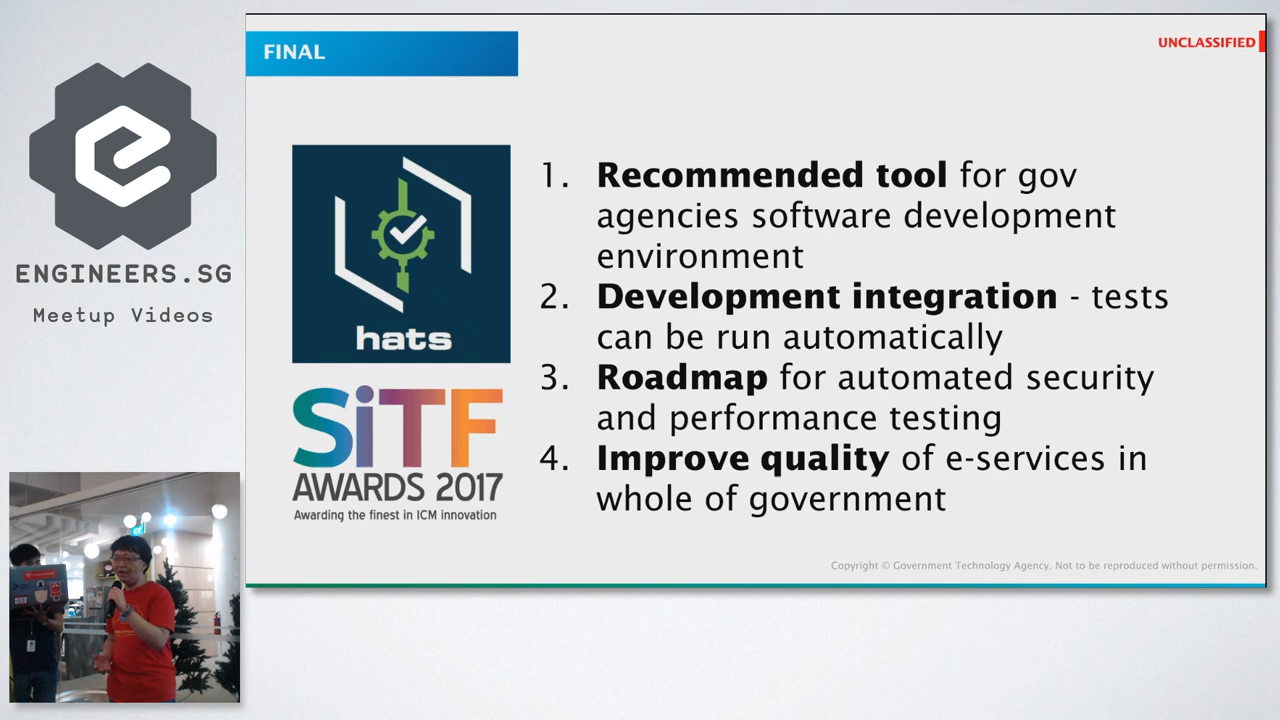 ENGINEERS.SG
Meetup Videos
FINAL
UNCLASSIFIED
hats
SiTF
AWARDS 2017
Awarding the finest in ICM innovation
1. Recommended tool for gov
agencies software development
environment
2. Development integration - tests
can be run automatically
3. Roadmap for automated security
and performance testing
4. Improve quality of e-services in
whole of government
Copyright © Government Technology Agency. Not to be reproduced without permission.